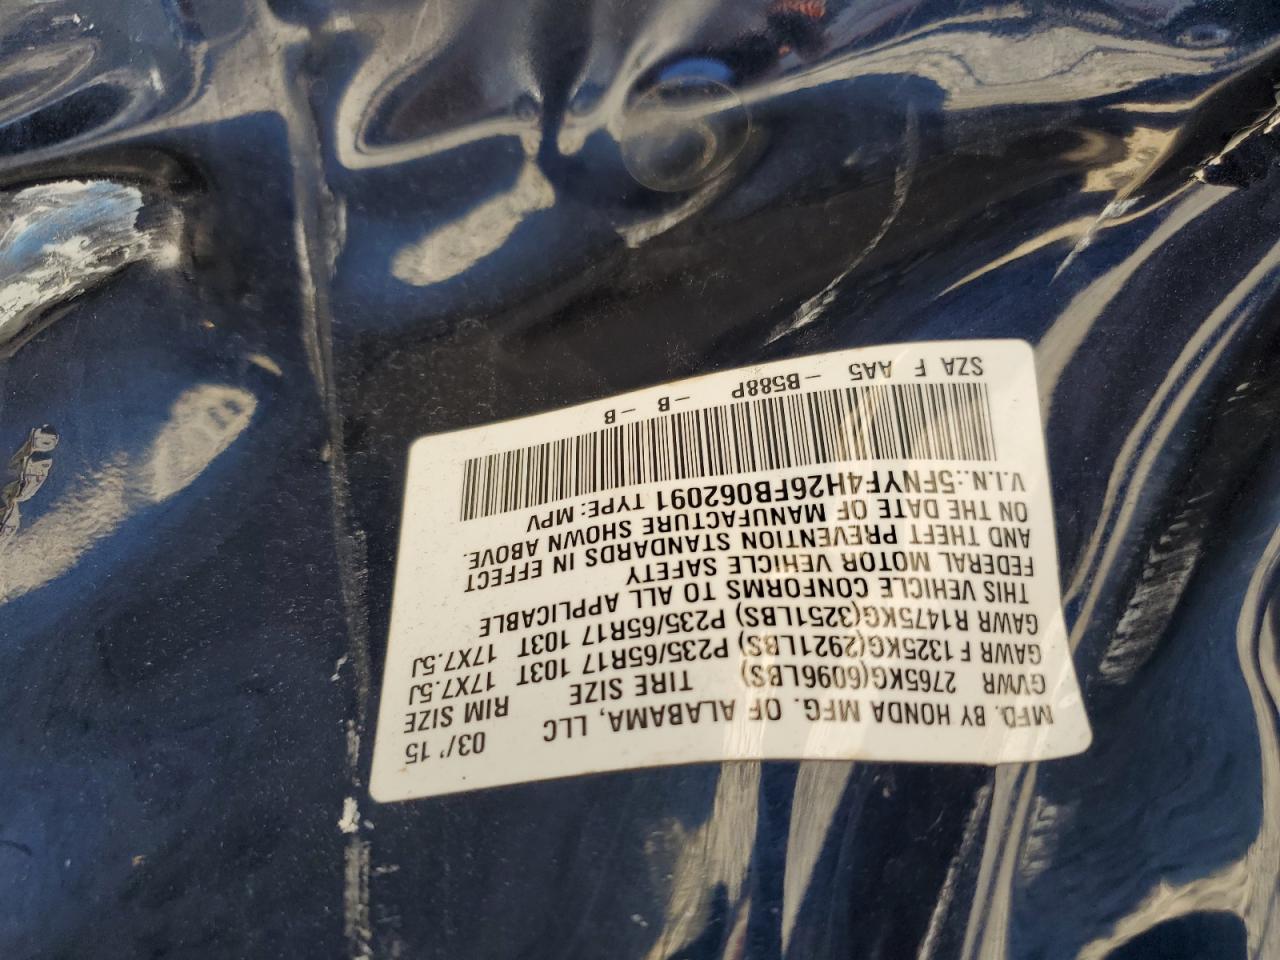 MFD. BY HONDA MFG. OF ALABAMA, LLC 03/'15
GVWR 2765KG(6096LBS) TIRE SIZE RIM SIZE
GAWR F 1325KG(2921LBS) P235/65R17 103T 17X7.5J
GAWR R1475KG(3251LBS) P235/65R17 103T 17X7.5J
THIS VEHICLE CONFORMS TO ALL APPLICABLE
FEDERAL MOTOR VEHICLE SAFETY
AND THEFT PREVENTION STANDARDS IN EFFECT
ON THE DATE OF MANUFACTURE SHOWN ABOVE.
V.I.N.:5FNYF4H26FB062091 TYPE: MPV
SZA F AA5 -B588P -B -B